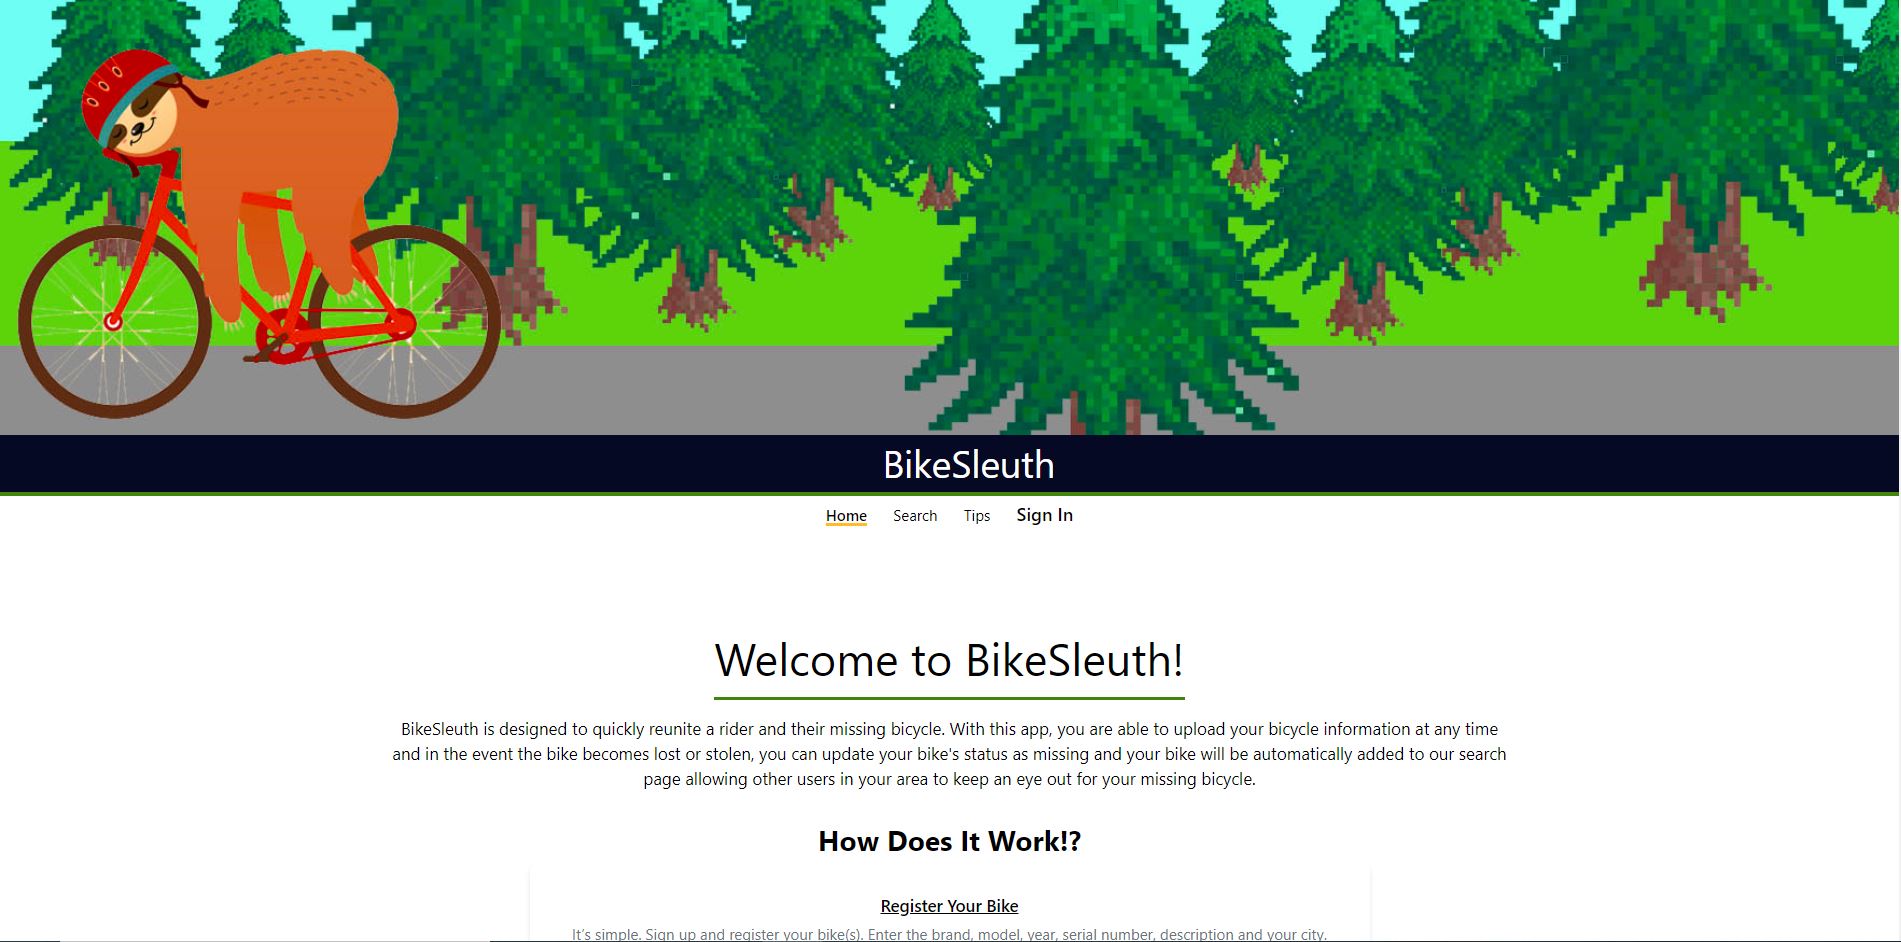 BikeSleuth
Home Search Tips Sign In
Welcome to BikeSleuth!
BikeSleuth is designed to quickly reunite a rider and their missing bicycle. With this app, you are able to upload your bicycle information at any time
and in the event the bike becomes lost or stolen, you can update your bike's status as missing and your bike will be automatically added to our search
page allowing other users in your area to keep an eye out for your missing bicycle.
How Does It Work!?
Register Your Bike
It's simple. Sign up and register your bike(s). Enter the brand, model, year, serial number, description and your city.